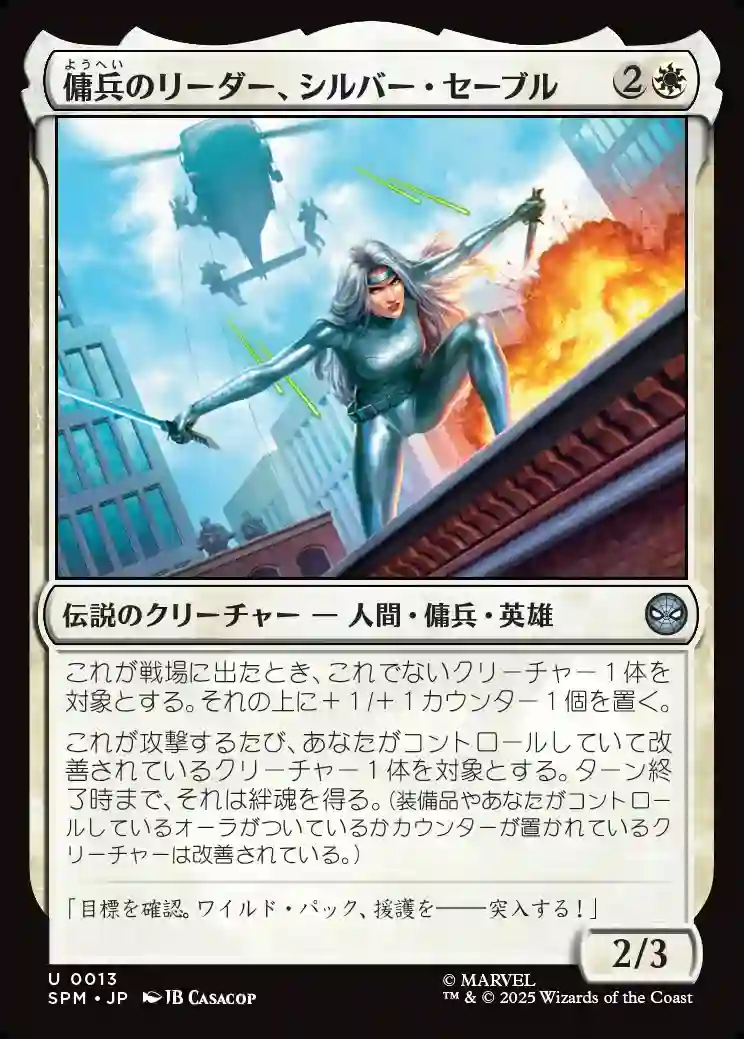 ようへい
傭兵のリーダー、シルバー・セーブル 2
伝説のクリーチャー — 人間・傭兵・英雄
これが戦場に出たとき、これでないクリーチャー1体を
対象とする。それの上に＋1/＋1カウンター1個を置く。
これが攻撃するたび、あなたがコントロールしていて改
善されているクリーチャー1体を対象とする。ターン終
了時まで、それは絆魂を得る。（装備品やあなたがコントロー
ルしているオーラがついているかカウンターが置かれているク
リーチャーは改善されている。）
「目標を確認。ワイルド・パック、援護を――突入する！」
2/3
U 0013
SPM • JP JB Casacop
© MARVEL
™ & © 2025 Wizards of the Coast